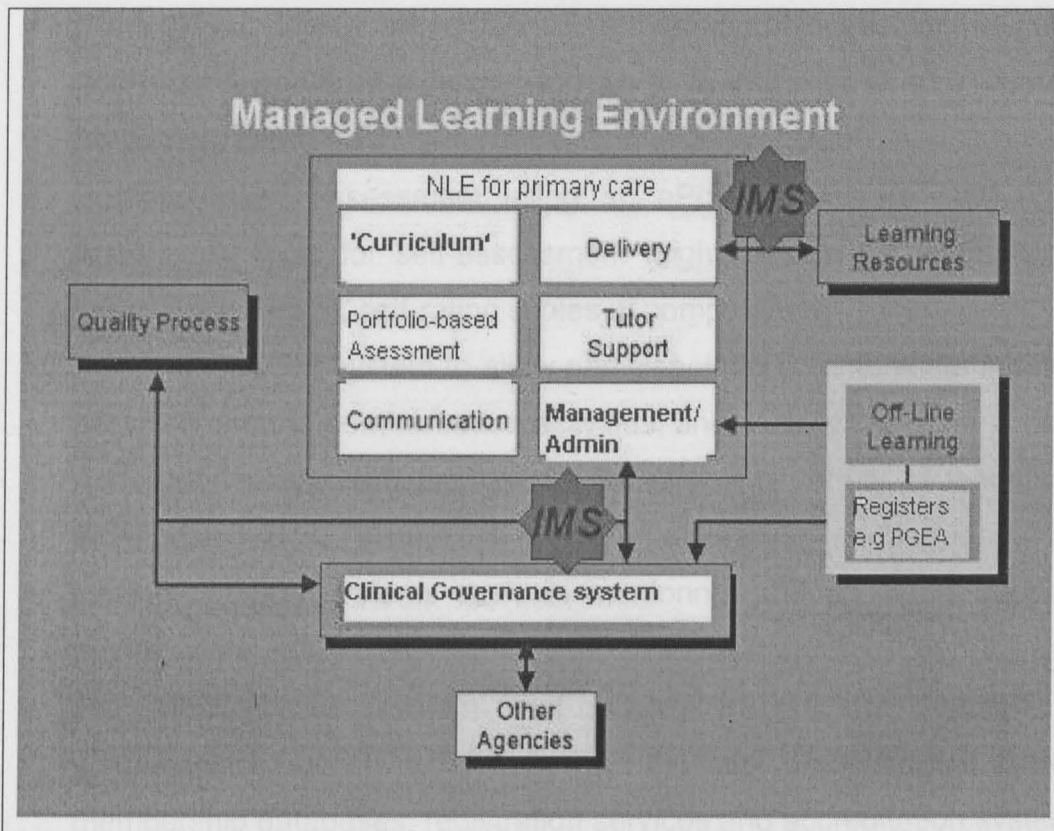 Managed Learning Environment
NLE for primary care
IMS
'Curriculum'
Delivery
Learning
Resources
Quality Process
Portfolio-based
Asessment
Tutor
Support
Communication
Management/
Admin
Off-Line
Learning
Registers
e.g PGEA
IMS
Clinical Governance system
Other
Agencies